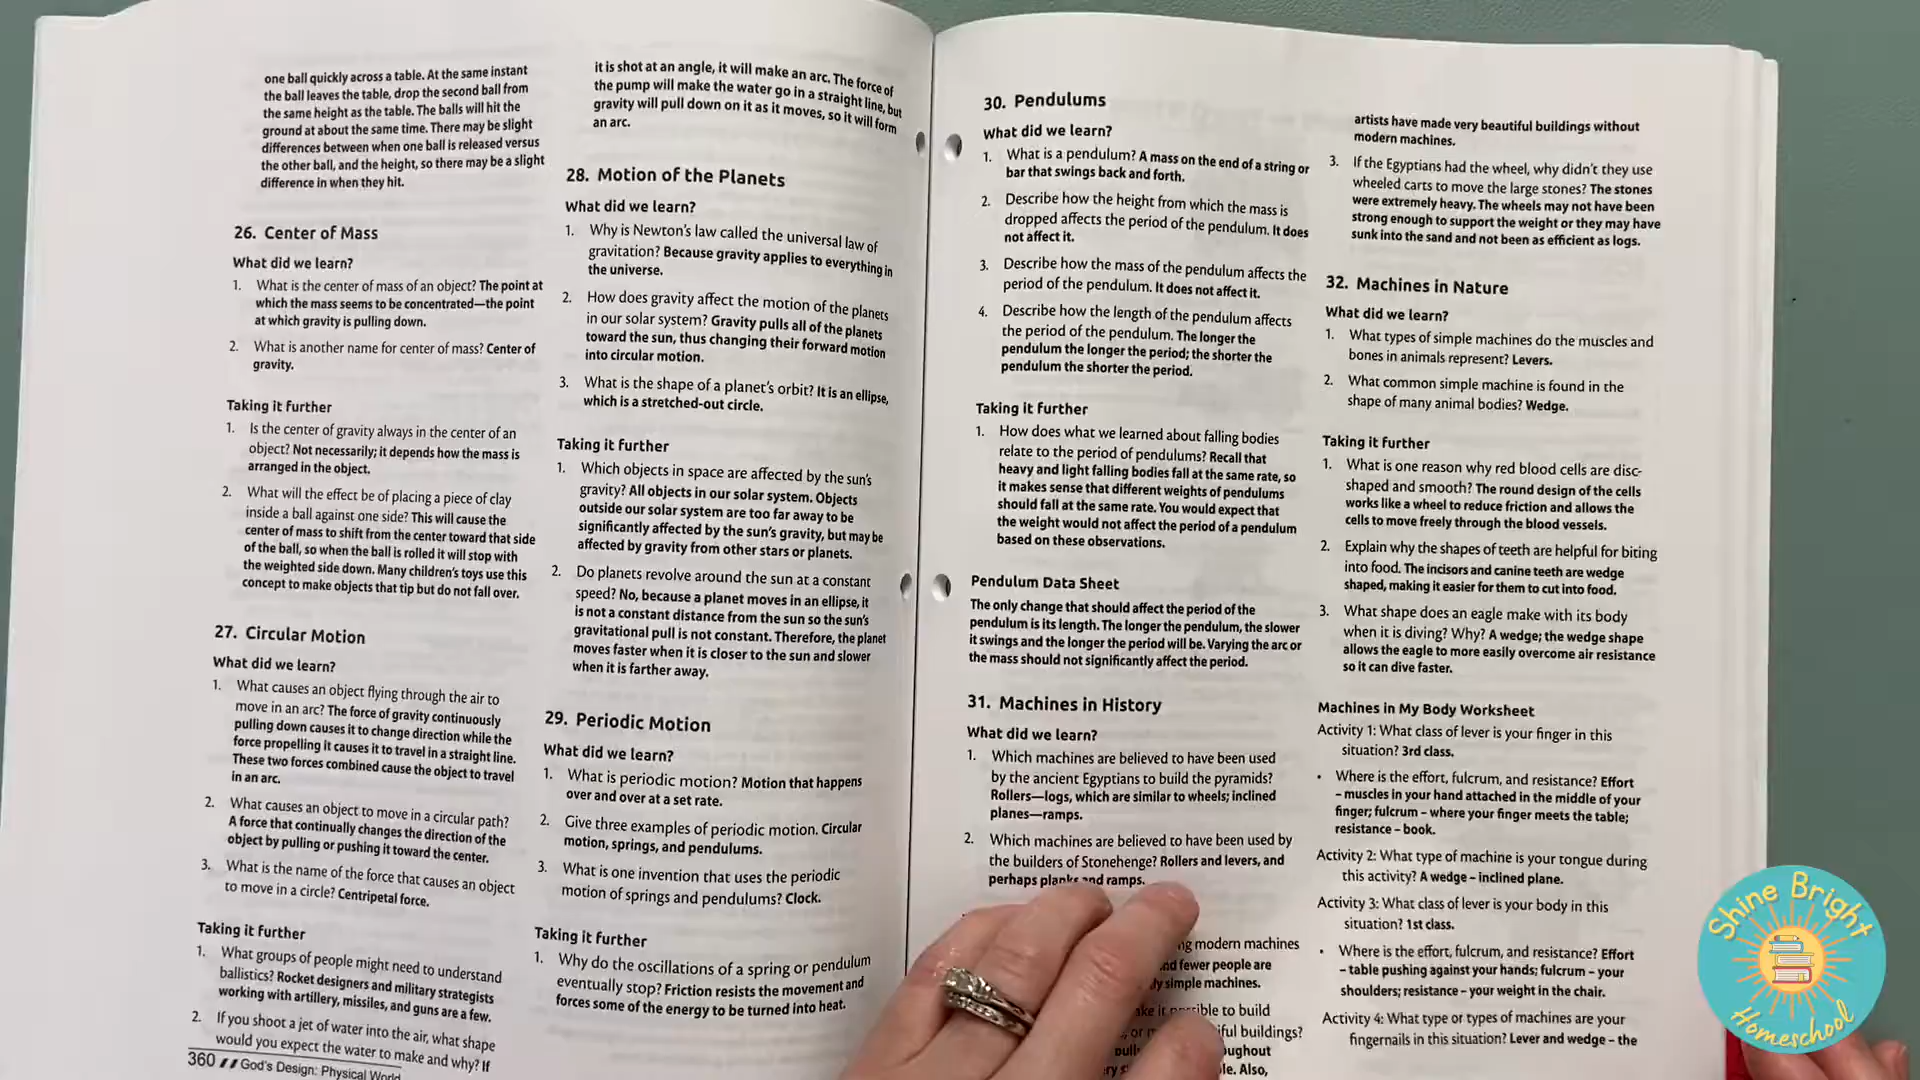 one ball quickly across a table. At the same instant
the ball leaves the table, drop the second ball from
the same height as the table. The balls will hit the
ground at about the same time. There may be slight
differences between when one ball is released versus
the other ball, and the height, so there may be a slight
difference in when they hit.
26. Center of Mass
What did we learn?
1. What is the center of mass of an object? The point at
which the mass seems to be concentrated—the point
at which gravity is pulling down.
2. What is another name for center of mass? Center of
gravity.
Taking it further
1. Is the center of gravity always in the center of an
object? Not necessarily; it depends how the mass is
arranged in the object.
2. What will the effect be of placing a piece of clay
inside a ball against one side? This will cause the
center of mass to shift from the center toward that side
of the ball, so when the ball is rolled it will stop with
the weighted side down. Many children's toys use this
concept to make objects that tip but do not fall over.
27. Circular Motion
What did we learn?
1. What causes an object flying through the air to
move in an arc? The force of gravity continuously
pulling down causes it to change direction while the
force propelling it causes it to travel in a straight line.
These two forces combined cause the object to travel
in an arc.
2. What causes an object to move in a circular path?
A force that continually changes the direction of the
object by pulling or pushing it toward the center.
3. What is the name of the force that causes an object
to move in a circle? Centripetal force.
Taking it further
1. What groups of people might need to understand
ballistics? Rocket designers and military strategists
working with artillery, missiles, and guns are a few.
2. If you shoot a jet of water into the air, what shape
would you expect the water to make and why? If
360 // God's Design: Physical World
it is shot at an angle, it will make an arc. The force of
the pump will make the water go in a straight line, but
gravity will pull down on it as it moves, so it will form
an arc.
28. Motion of the Planets
What did we learn?
1. Why is Newton's law called the universal law of
gravitation? Because gravity applies to everything in
the universe.
2. How does gravity affect the motion of the planets
in our solar system? Gravity pulls all of the planets
toward the sun, thus changing their forward motion
into circular motion.
3. What is the shape of a planet's orbit? It is an ellipse,
which is a stretched-out circle.
Taking it further
1. Which objects in space are affected by the sun's
gravity? All objects in our solar system. Objects
outside our solar system are too far away to be
significantly affected by the sun's gravity, but may be
affected by gravity from other stars or planets.
2. Do planets revolve around the sun at a constant
speed? No, because a planet moves in an ellipse, it
is not a constant distance from the sun so the sun's
gravitational pull is not constant. Therefore, the planet
moves faster when it is closer to the sun and slower
when it is farther away.
29. Periodic Motion
What did we learn?
1. What is periodic motion? Motion that happens
over and over at a set rate.
2. Give three examples of periodic motion. Circular
motion, springs, and pendulums.
3. What is one invention that uses the periodic
motion of springs and pendulums? Clock.
Taking it further
1. Why do the oscillations of a spring or pendulum
eventually stop? Friction resists the movement and
forces some of the energy to be turned into heat.
30. Pendulums
What did we learn?
1. What is a pendulum? A mass on the end of a string or
bar that swings back and forth.
2. Describe how the height from which the mass is
dropped affects the period of the pendulum. It does
not affect it.
3. Describe how the mass of the pendulum affects the
period of the pendulum. It does not affect it.
4. Describe how the length of the pendulum affects
the period of the pendulum. The longer the
pendulum the longer the period; the shorter the
pendulum the shorter the period.
Taking it further
1. How does what we learned about falling bodies
relate to the period of pendulums? Recall that
heavy and light falling bodies fall at the same rate, so
it makes sense that different weights of pendulums
should fall at the same rate. You would expect that
the weight would not affect the period of a pendulum
based on these observations.
Pendulum Data Sheet
The only change that should affect the period of the
pendulum is its length. The longer the pendulum, the slower
it swings and the longer the period will be. Varying the arc or
the mass should not significantly affect the period.
31. Machines in History
What did we learn?
1. Which machines are believed to have been used
by the ancient Egyptians to build the pyramids?
Rollers—logs, which are similar to wheels; inclined
planes—ramps.
2. Which machines are believed to have been used by
the builders of Stonehenge? Rollers and levers, and
perhaps planks and ramps.
modern machines
fewer people are
simple machines.
to build
buildings?
Also,
artists have made very beautiful buildings without
modern machines.
3. If the Egyptians had the wheel, why didn't they use
wheeled carts to move the large stones? The stones
were extremely heavy. The wheels may not have been
strong enough to support the weight or they may have
sunk into the sand and not been as efficient as logs.
32. Machines in Nature
What did we learn?
1. What types of simple machines do the muscles and
bones in animals represent? Levers.
2. What common simple machine is found in the
shape of many animal bodies? Wedge.
Taking it further
1. What is one reason why red blood cells are disc-
shaped and smooth? The round design of the cells
works like a wheel to reduce friction and allows the
cells to move freely through the blood vessels.
2. Explain why the shapes of teeth are helpful for biting
into food. The incisors and canine teeth are wedge
shaped, making it easier for them to cut into food.
3. What shape does an eagle make with its body
when it is diving? Why? A wedge; the wedge shape
allows the eagle to more easily overcome air resistance
so it can dive faster.
Machines in My Body Worksheet
Activity 1: What class of lever is your finger in this
situation? 3rd class.
• Where is the effort, fulcrum, and resistance? Effort
– muscles in your hand attached in the middle of your
finger; fulcrum – where your finger meets the table;
resistance – book.
Activity 2: What type of machine is your tongue during
this activity? A wedge – inclined plane.
Activity 3: What class of lever is your body in this
situation? 1st class.
• Where is the effort, fulcrum, and resistance? Effort
– table pushing against your hands; fulcrum – your
shoulders; resistance – your weight in the chair.
Activity 4: What type or types of machines are your
fingernails in this situation? Lever and wedge – the
Shine Bright
Homeschool